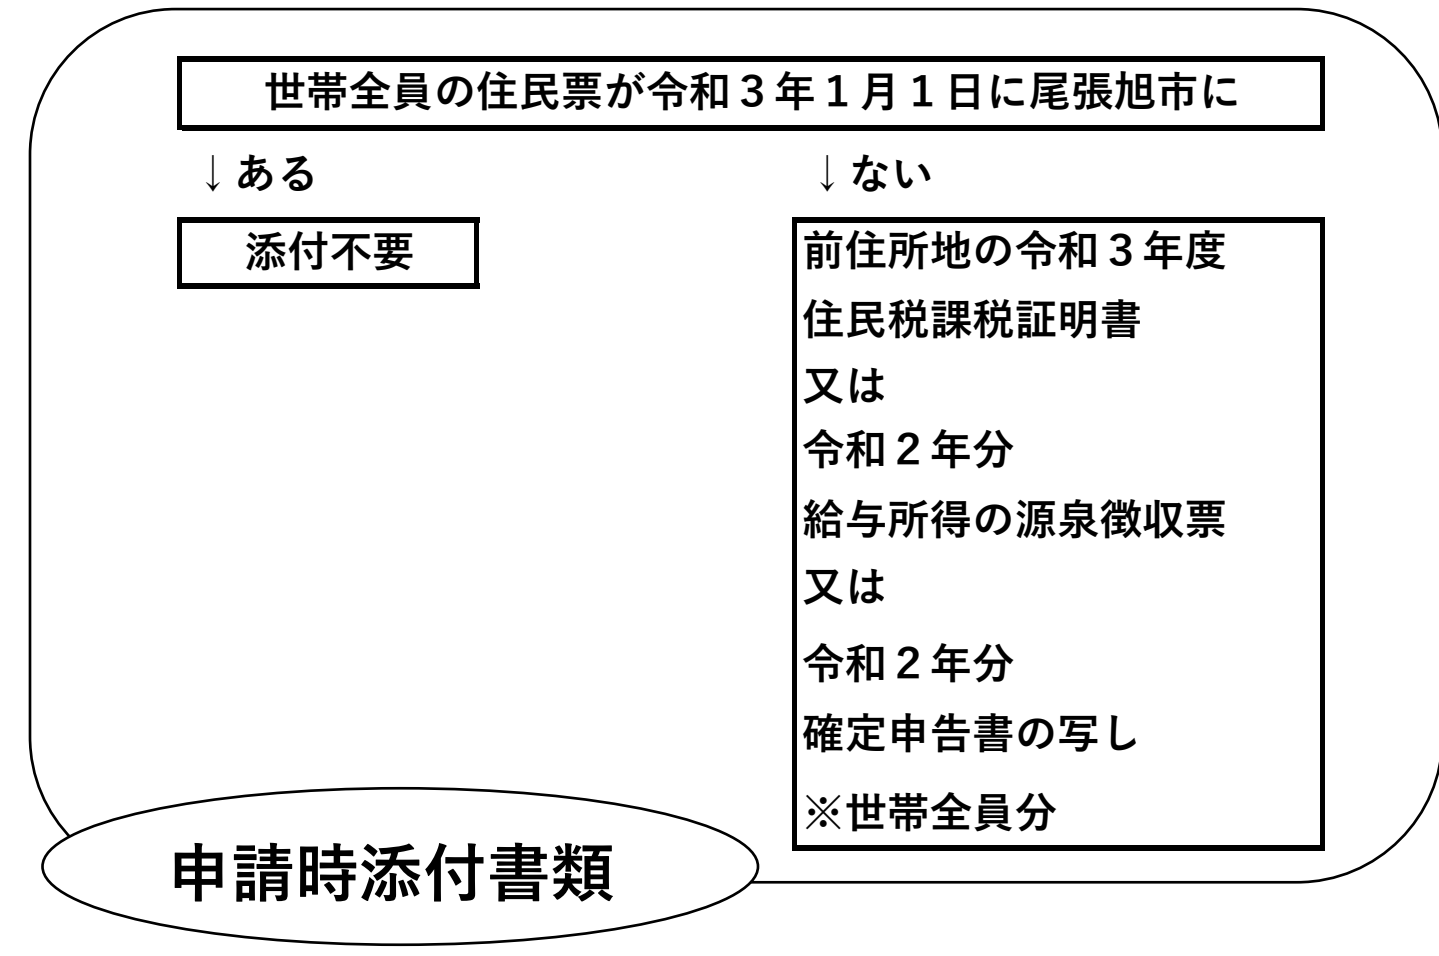 世帯全員の住民票が令和３年１月１日に尾張旭市に
↓ある
↓ない
添付不要
前住所地の令和３年度
住民税課税証明書
又は
令和２年分
給与所得の源泉徴収票
又は
令和２年分
確定申告書の写し
※世帯全員分
申請時添付書類